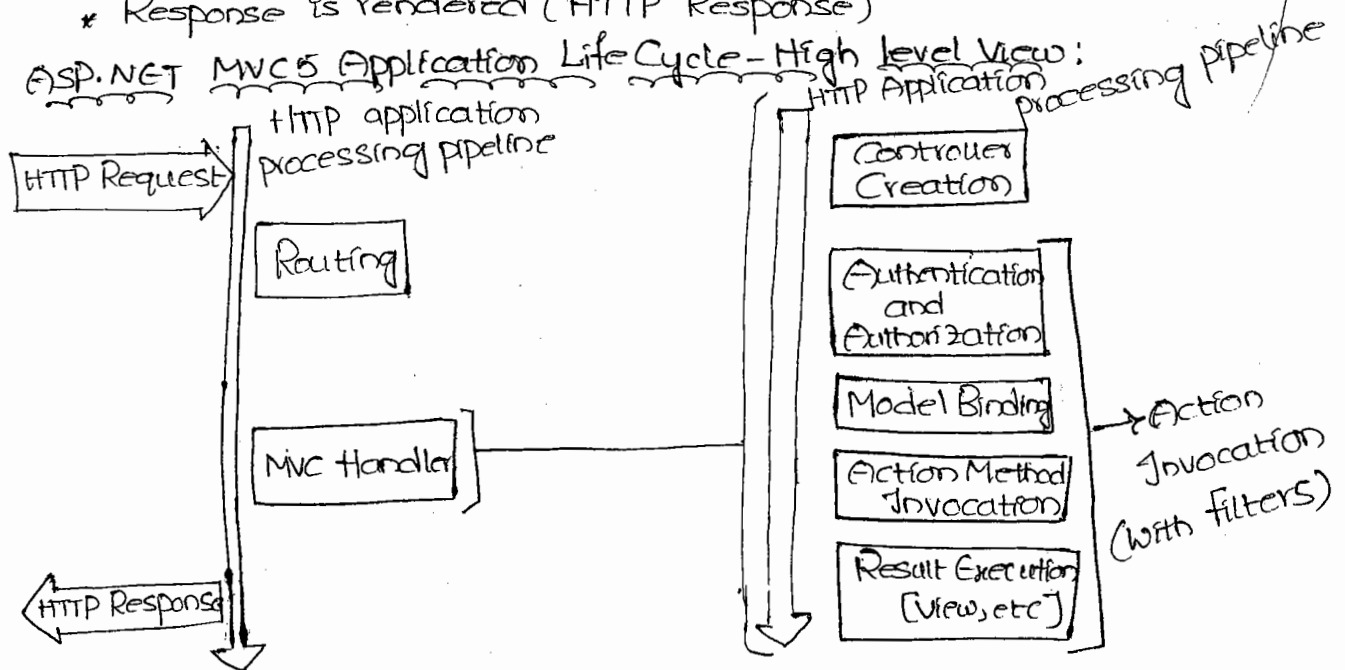 * Response is rendered (HTTP Response)
ASP.NET MVC5 Application Life Cycle - High level View:
HTTP application
processing pipeline
HTTP Request
Routing
MVC Handler
HTTP Response
HTTP Application
processing pipeline
Controller
Creation
Authentication
and
Authorization
Model Binding
Action Method
Invocation
Result Execution
[View, etc]
Action
Invocation
(with filters)